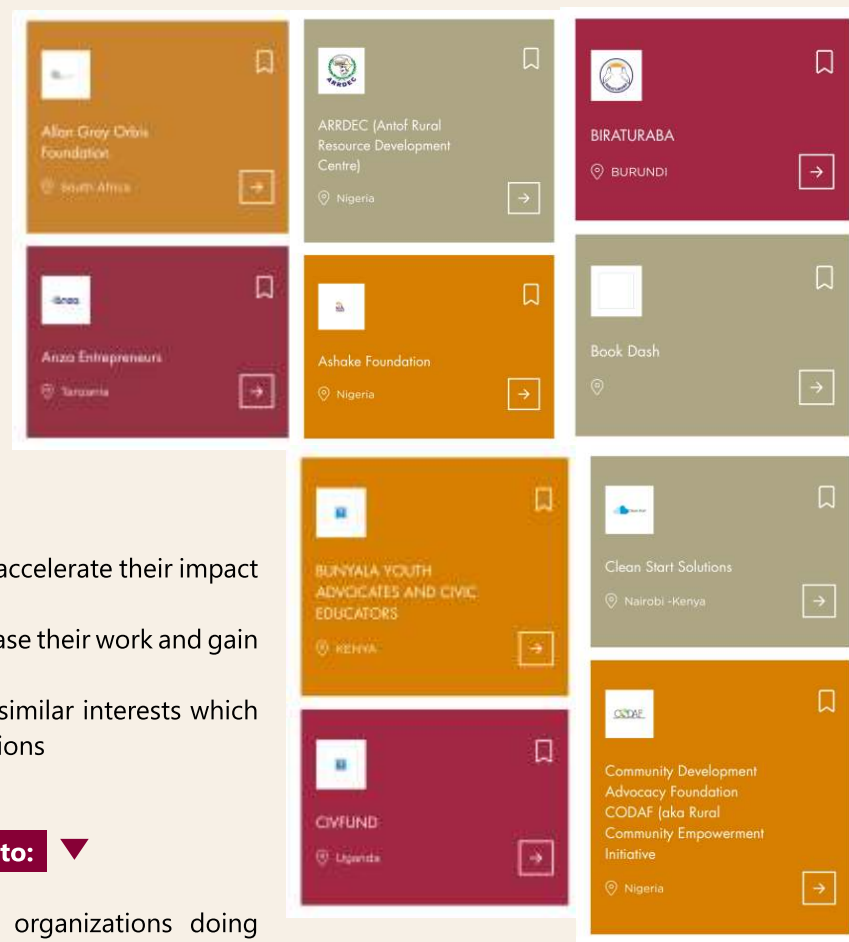 Allan Gray Orbis
Foundation
South Africa
ARRDEC
ARRDEC (Antof Rural
Resource Development
Centre)
Nigeria
BIRATURABA
BURUNDI
Anza Entrepreneurs
Tanzania
Ashake Foundation
Nigeria
Book Dash
BUNYALA YOUTH
ADVOCATES AND CIVIC
EDUCATORS
KENYA
Clean Start Solutions
Nairobi -Kenya
CIVFUND
Uganda
CODAF
Community Development
Advocacy Foundation
CODAF (aka Rural
Community Empowerment
Initiative
Nigeria
accelerate their impact
ase their work and gain
similar interests which
ions
to:
organizations doing